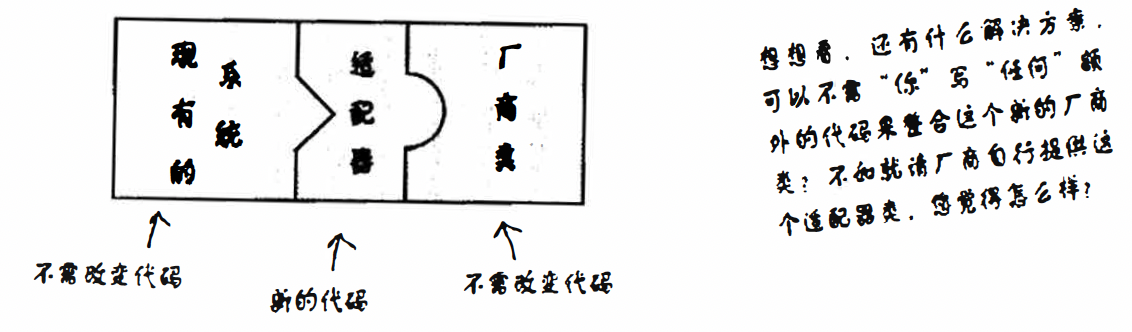 现有的
系统
适配器
厂商类
不需改变代码
新的代码
不需改变代码
想想看，还有什么解决方案，
可以不需“你”写“任何”额
外的代码来整合这个新的厂商
类？不如就请厂商自行提供这
个适配器类，您觉得怎么样？